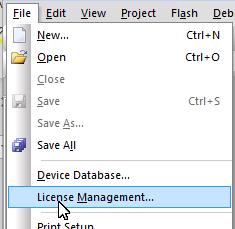 File Edit View Project Flash Deb
New... Ctrl+N
Open Ctrl+O
Close
Save Ctrl+S
Save As...
Save All
Device Database...
License Management...
Print Setup